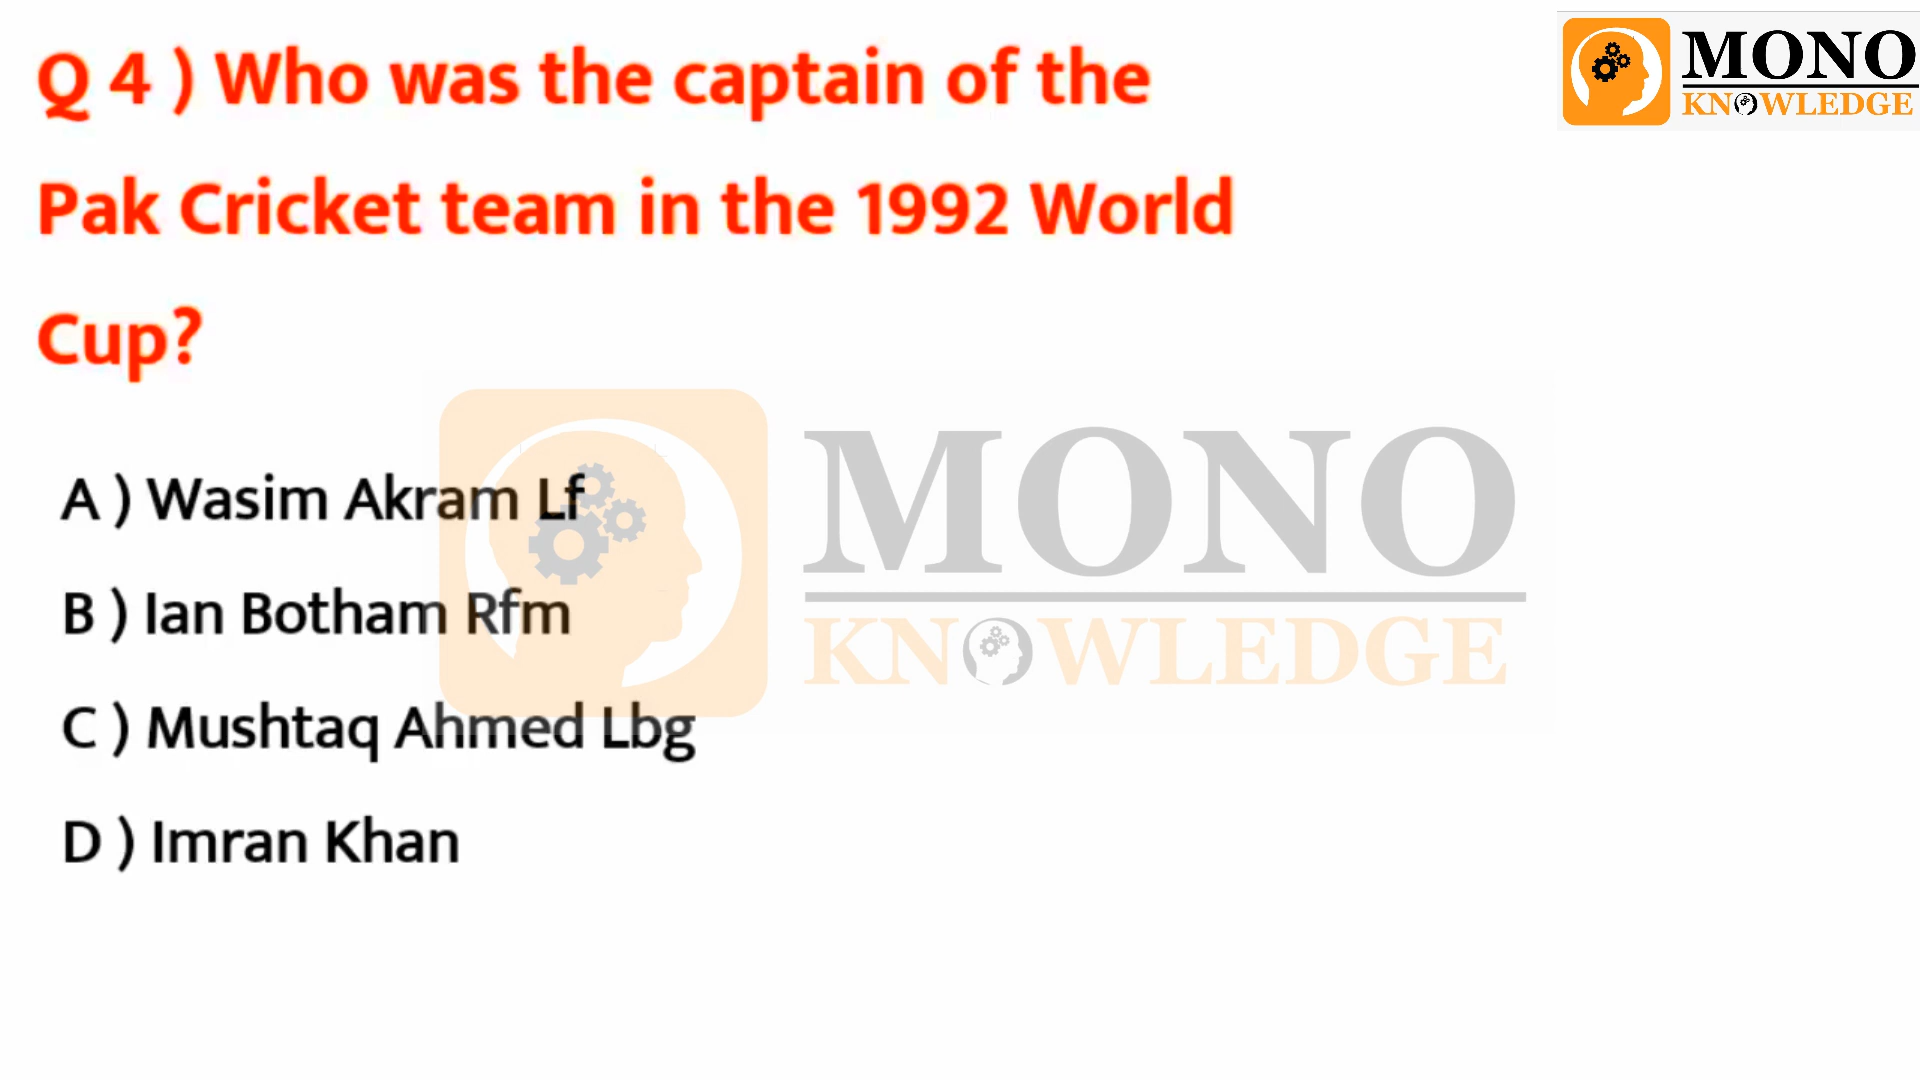 Q 4 ) Who was the captain of the
Pak Cricket team in the 1992 World
Cup?
A ) Wasim Akram Lf
B ) Ian Botham Rfm
C ) Mushtaq Ahmed Lbg
D ) Imran Khan
MONO
KNOWLEDGE
MONO
KNOWLEDGE